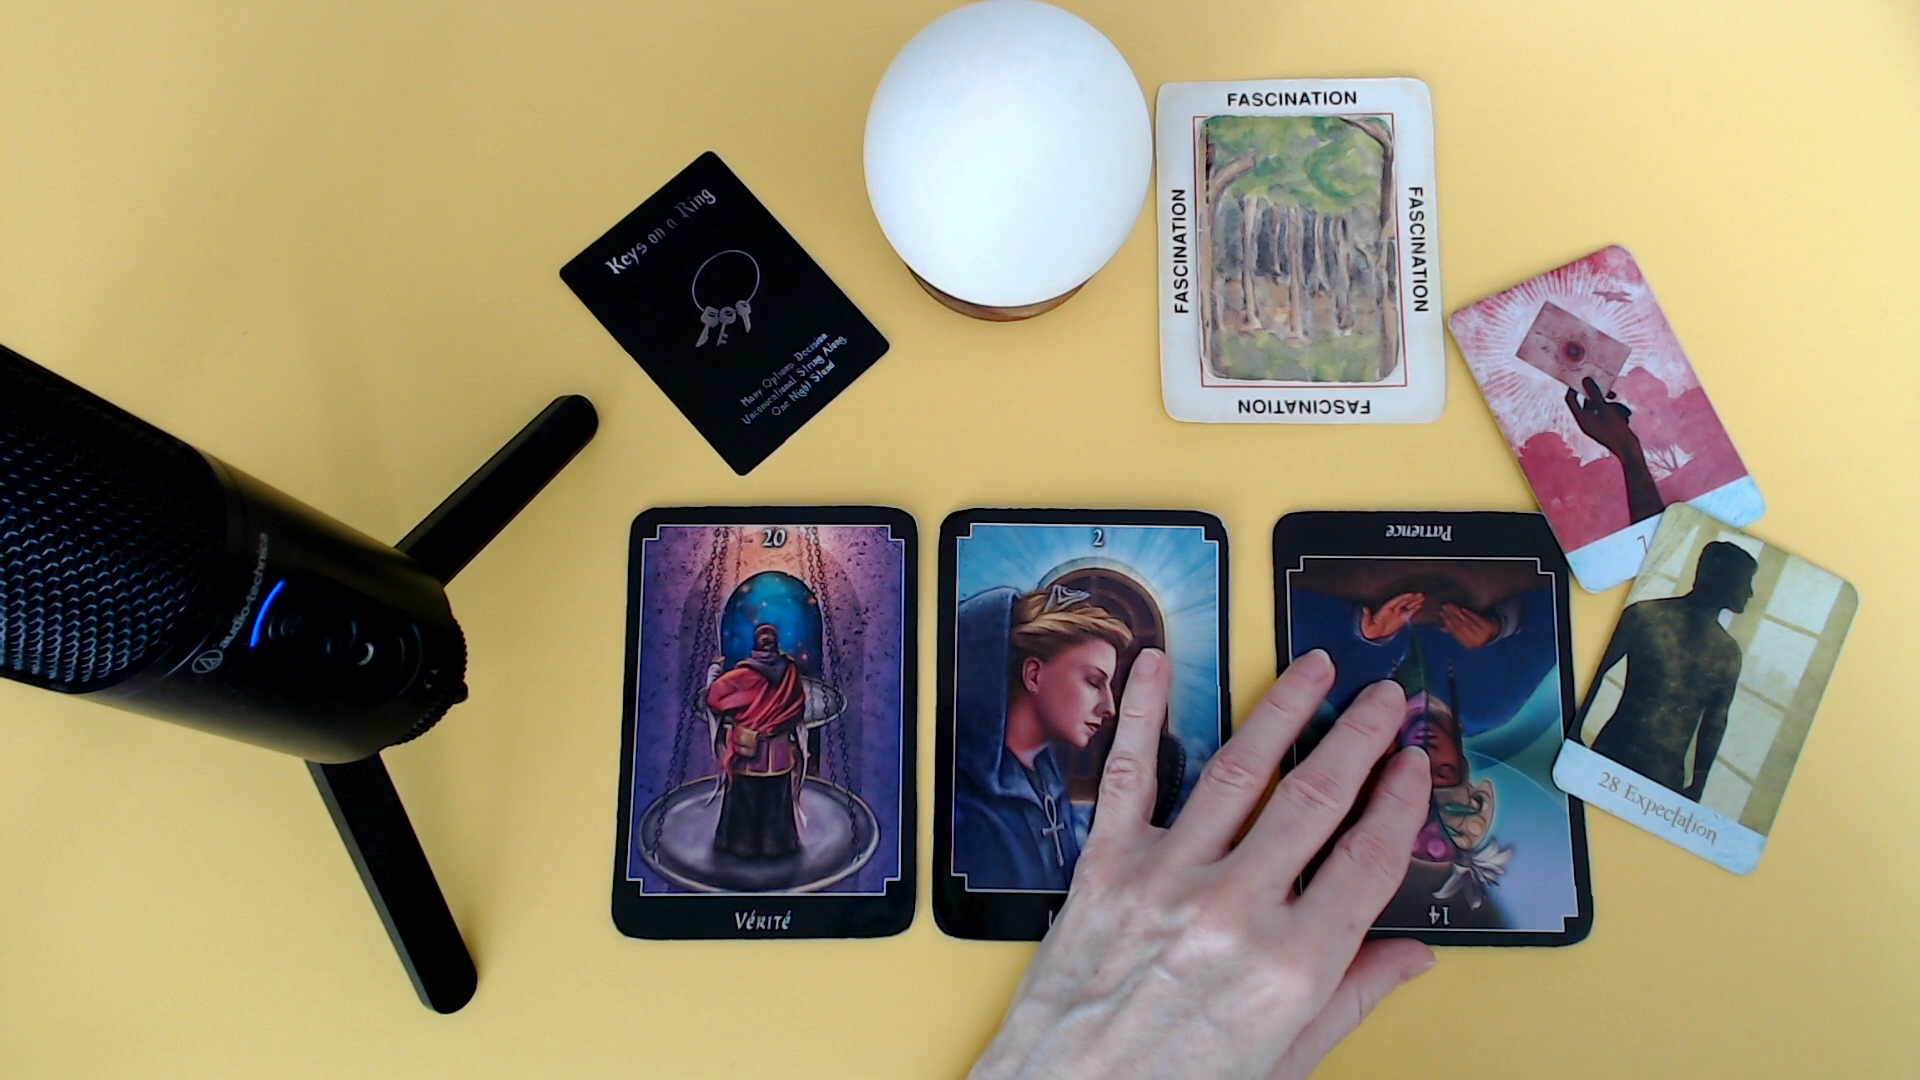 FASCINATION
FASCINATION
FASCINATION
FASCINATION
Keys on a Ring
Many Options, Decision
Unconventional, String Along
One Night Stand
audio-technica
20
Vérité
2
Patience
14
28 Expectation